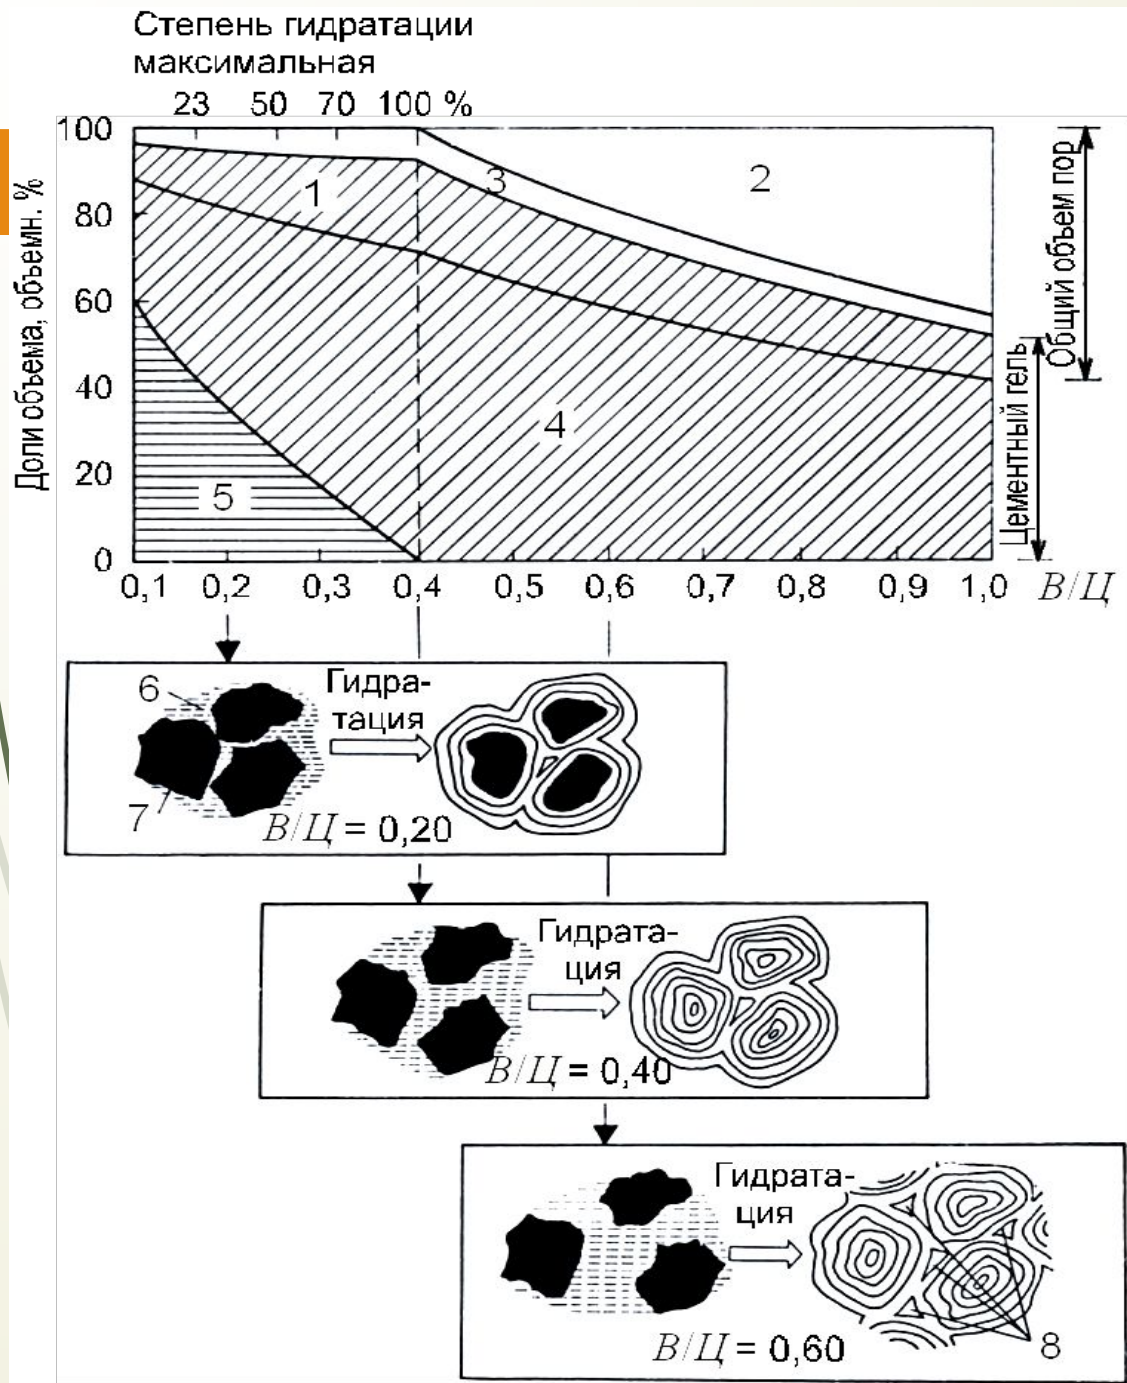 Степень гидратации
максимальная
23 50 70 100 %
Доли объема, объемн. %
100
80
60
40
20
0
1
3
2
4
5
Общий объем пор
Цементный гель
0,1 0,2 0,3 0,4 0,5 0,6 0,7 0,8 0,9 1,0 В/Ц
6
7
Гидра-
тация
В/Ц = 0,20
Гидрата-
ция
В/Ц = 0,40
Гидрата-
ция
В/Ц = 0,60
8